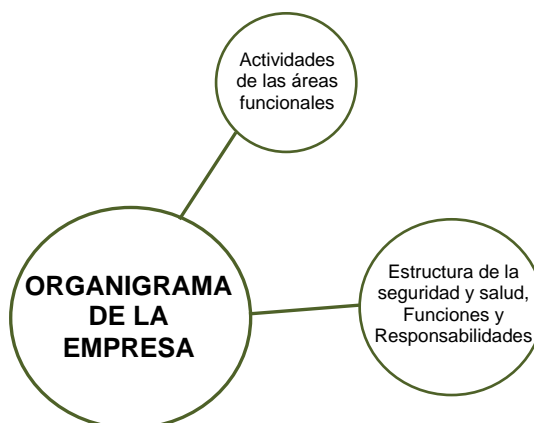 Actividades
de las áreas
funcionales
ORGANIGRAMA
DE LA
EMPRESA
Estructura de la
seguridad y salud,
Funciones y
Responsabilidades